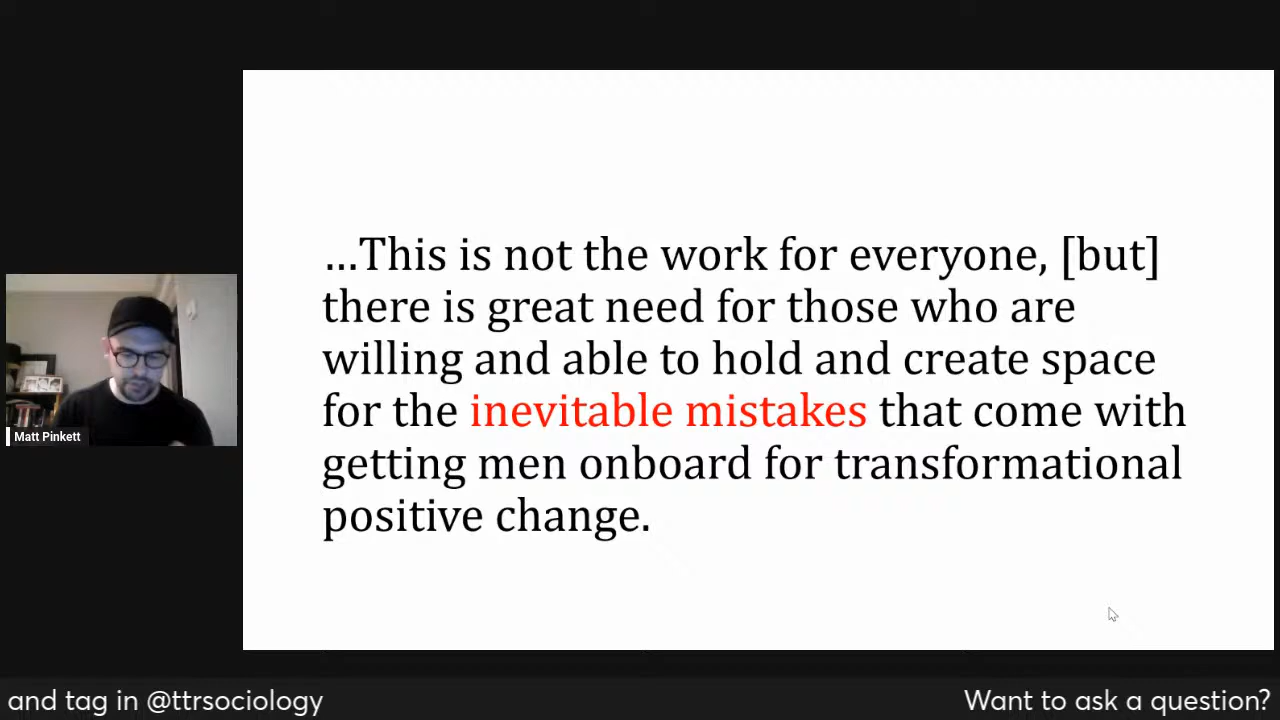 …This is not the work for everyone, [but]
there is great need for those who are
willing and able to hold and create space
for the inevitable mistakes that come with
getting men onboard for transformational
positive change.
Matt Pinkett
and tag in @ttrsociology
Want to ask a question?